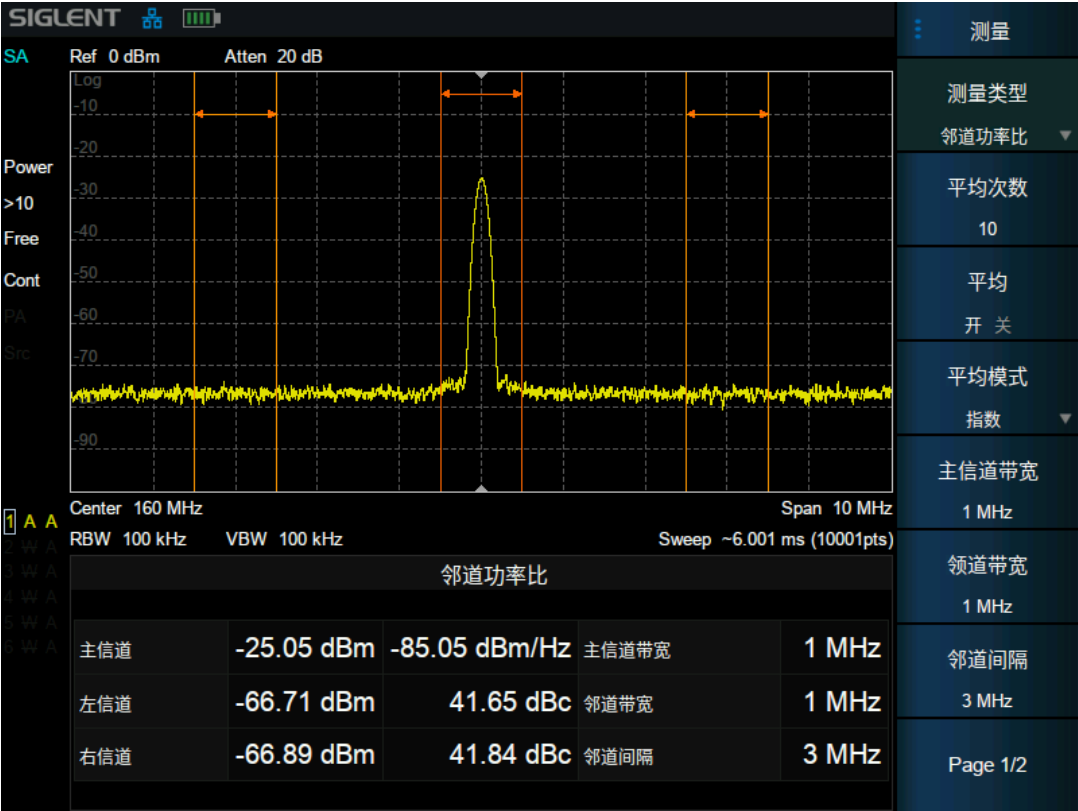 SIGLENT
SA
Ref 0 dBm Atten 20 dB
Log
-10
-20
-30
-40
-50
-60
-70
-90
Power
>10
Free
Cont
PA
Src
Center 160 MHz Span 10 MHz
RBW 100 kHz VBW 100 kHz Sweep ~6.001 ms (10001pts)
1 A A
2 W A
3 W A
4 W A
5 W A
6 W A
邻道功率比
主信道 -25.05 dBm -85.05 dBm/Hz 主信道带宽 1 MHz
左信道 -66.71 dBm 41.65 dBc 邻道带宽 1 MHz
右信道 -66.89 dBm 41.84 dBc 邻道间隔 3 MHz
测量
测量类型
邻道功率比
平均次数
10
平均
开 关
平均模式
指数
主信道带宽
1 MHz
领道带宽
1 MHz
邻道间隔
3 MHz
Page 1/2